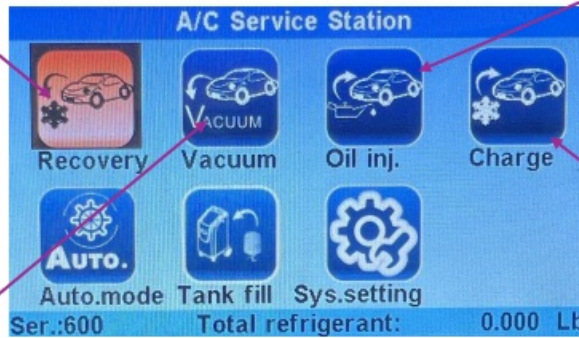 A/C Service Station
VACUUM
Recovery Vacuum Oil inj. Charge
AUTO.
Auto.mode Tank fill Sys.setting
Ser.:600 Total refrigerant: 0.000 Lb